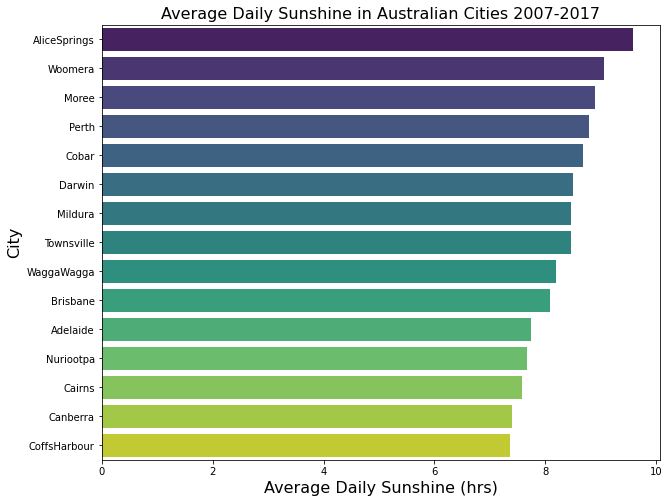 Average Daily Sunshine in Australian Cities 2007-2017
City
AliceSprings
Woomera
Moree
Perth
Cobar
Darwin
Mildura
Townsville
WaggaWagga
Brisbane
Adelaide
Nuriootpa
Cairns
Canberra
CoffsHarbour
0 2 4 6 8 10
Average Daily Sunshine (hrs)